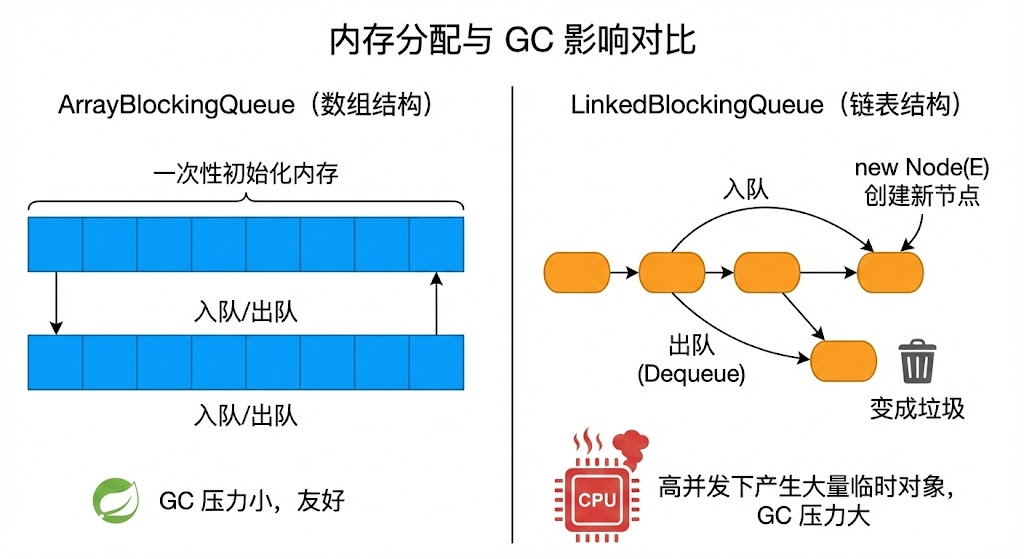 内存分配与 GC 影响对比
ArrayBlockingQueue（数组结构）
一次性初始化内存
入队/出队
入队/出队
GC 压力小，友好
LinkedBlockingQueue（链表结构）
new Node(E)
创建新节点
入队
出队
(Dequeue)
变成垃圾
CPU
高并发下产生大量临时对象，
GC 压力大